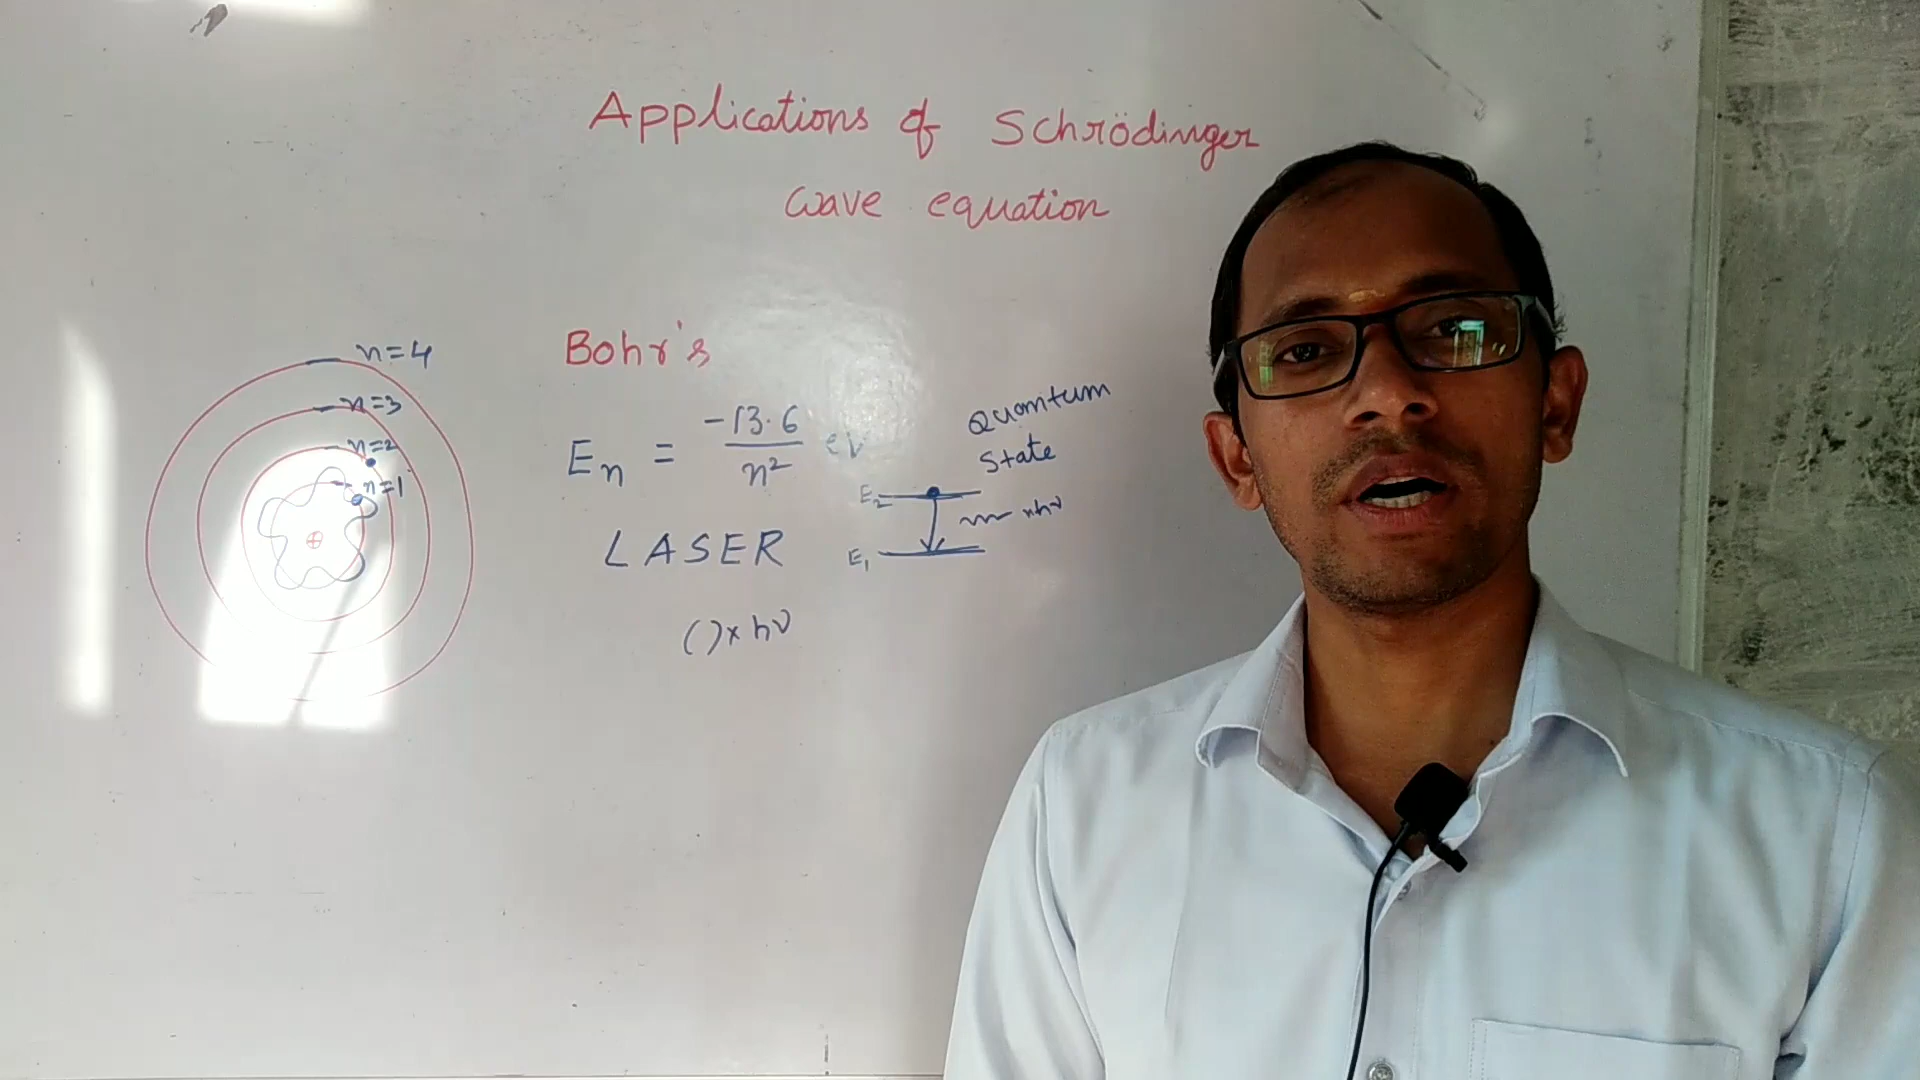 Applications of Schrödinger
wave equation
n=4
n=3
n=2
n=1
Bohr's
En = -13.6/n² eV
Quantum
State
E₂
xhν
E₁
LASER
( )x hν